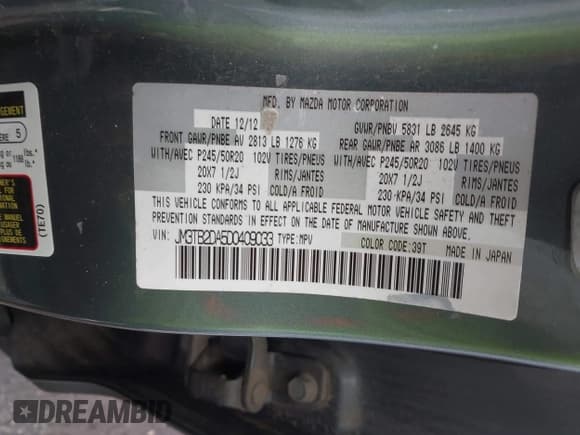 MFD. BY MAZDA MOTOR CORPORATION
DATE 12/12 GVWR/PNBV 5831 LB 2645 KG
FRONT GAWR/PNBE AV 2813 LB 1276 KG REAR GAWR/PNBE AR 3086 LB 1400 KG
WITH/AVEC P245/50R20 102V TIRES/PNEUS WITH/AVEC P245/50R20 102V TIRES/PNEUS
20X7 1/2J RIMS/JANTES 20X7 1/2J RIMS/JANTES
230 KPA/34 PSI COLD/A FROID 230 KPA/34 PSI COLD/A FROID
THIS VEHICLE CONFORMS TO ALL APPLICABLE FEDERAL MOTOR VEHICLE SAFETY AND THEFT
PREVENTION STANDARDS IN EFFECT ON THE DATE OF MANUFACTURE SHOWN ABOVE.
VIN: JM3TB2DA5D0409033 TYPE:MPV COLOR CODE:39T MADE IN JAPAN
5
lbs."
(TE70)
DREAMBID